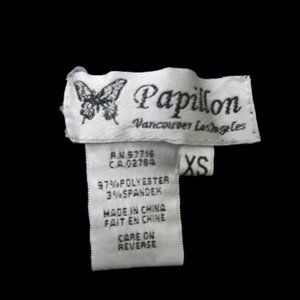 Papillon
Vancouver Los Angeles
R.N. 57716
C.A. 02784
XS
97% POLYESTER
3% SPANDEX
MADE IN CHINA
FAIT EN CHINE
CARE ON
REVERSE